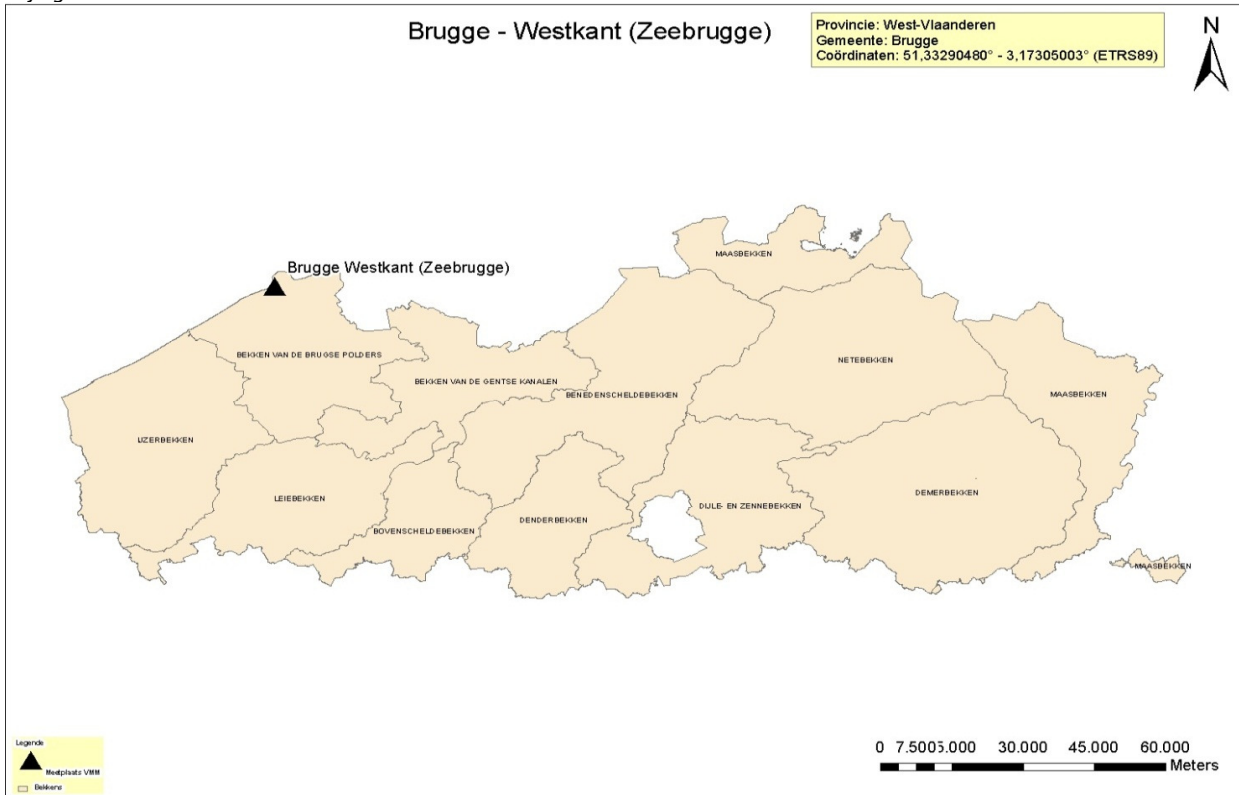 Brugge - Westkant (Zeebrugge)
Provincie: West-Vlaanderen
Gemeente: Brugge
Coördinaten: 51,33290480° - 3,17305003° (ETRS89)
N
MAASBEKKEN
Brugge Westkant (Zeebrugge)
BEKKEN VAN DE BRUGSE POLDERS
NETEBEKKEN
BEKKEN VAN DE GENTSE KANALEN
BENEDENSCHELDEBEKKEN
MAASBEKKEN
IJZERBEKKEN
LEIEBEKKEN
DEMERBEKKEN
DIJLE- EN ZENNEBEKKEN
DENDERBEKKEN
BOVENSCHELDEBEKKEN
MAASBEKKEN
Legende
Meetplaats VMM
Bekkens
0 7.50015.000 30.000 45.000 60.000
Meters